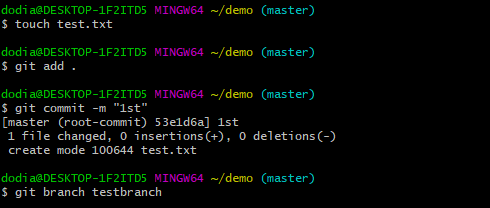 dodia@DESKTOP-1F2ITD5 MINGW64 ~/demo (master)
$ touch test.txt
dodia@DESKTOP-1F2ITD5 MINGW64 ~/demo (master)
$ git add .
dodia@DESKTOP-1F2ITD5 MINGW64 ~/demo (master)
$ git commit -m "1st"
[master (root-commit) 53e1d6a] 1st
 1 file changed, 0 insertions(+), 0 deletions(-)
 create mode 100644 test.txt
dodia@DESKTOP-1F2ITD5 MINGW64 ~/demo (master)
$ git branch testbranch